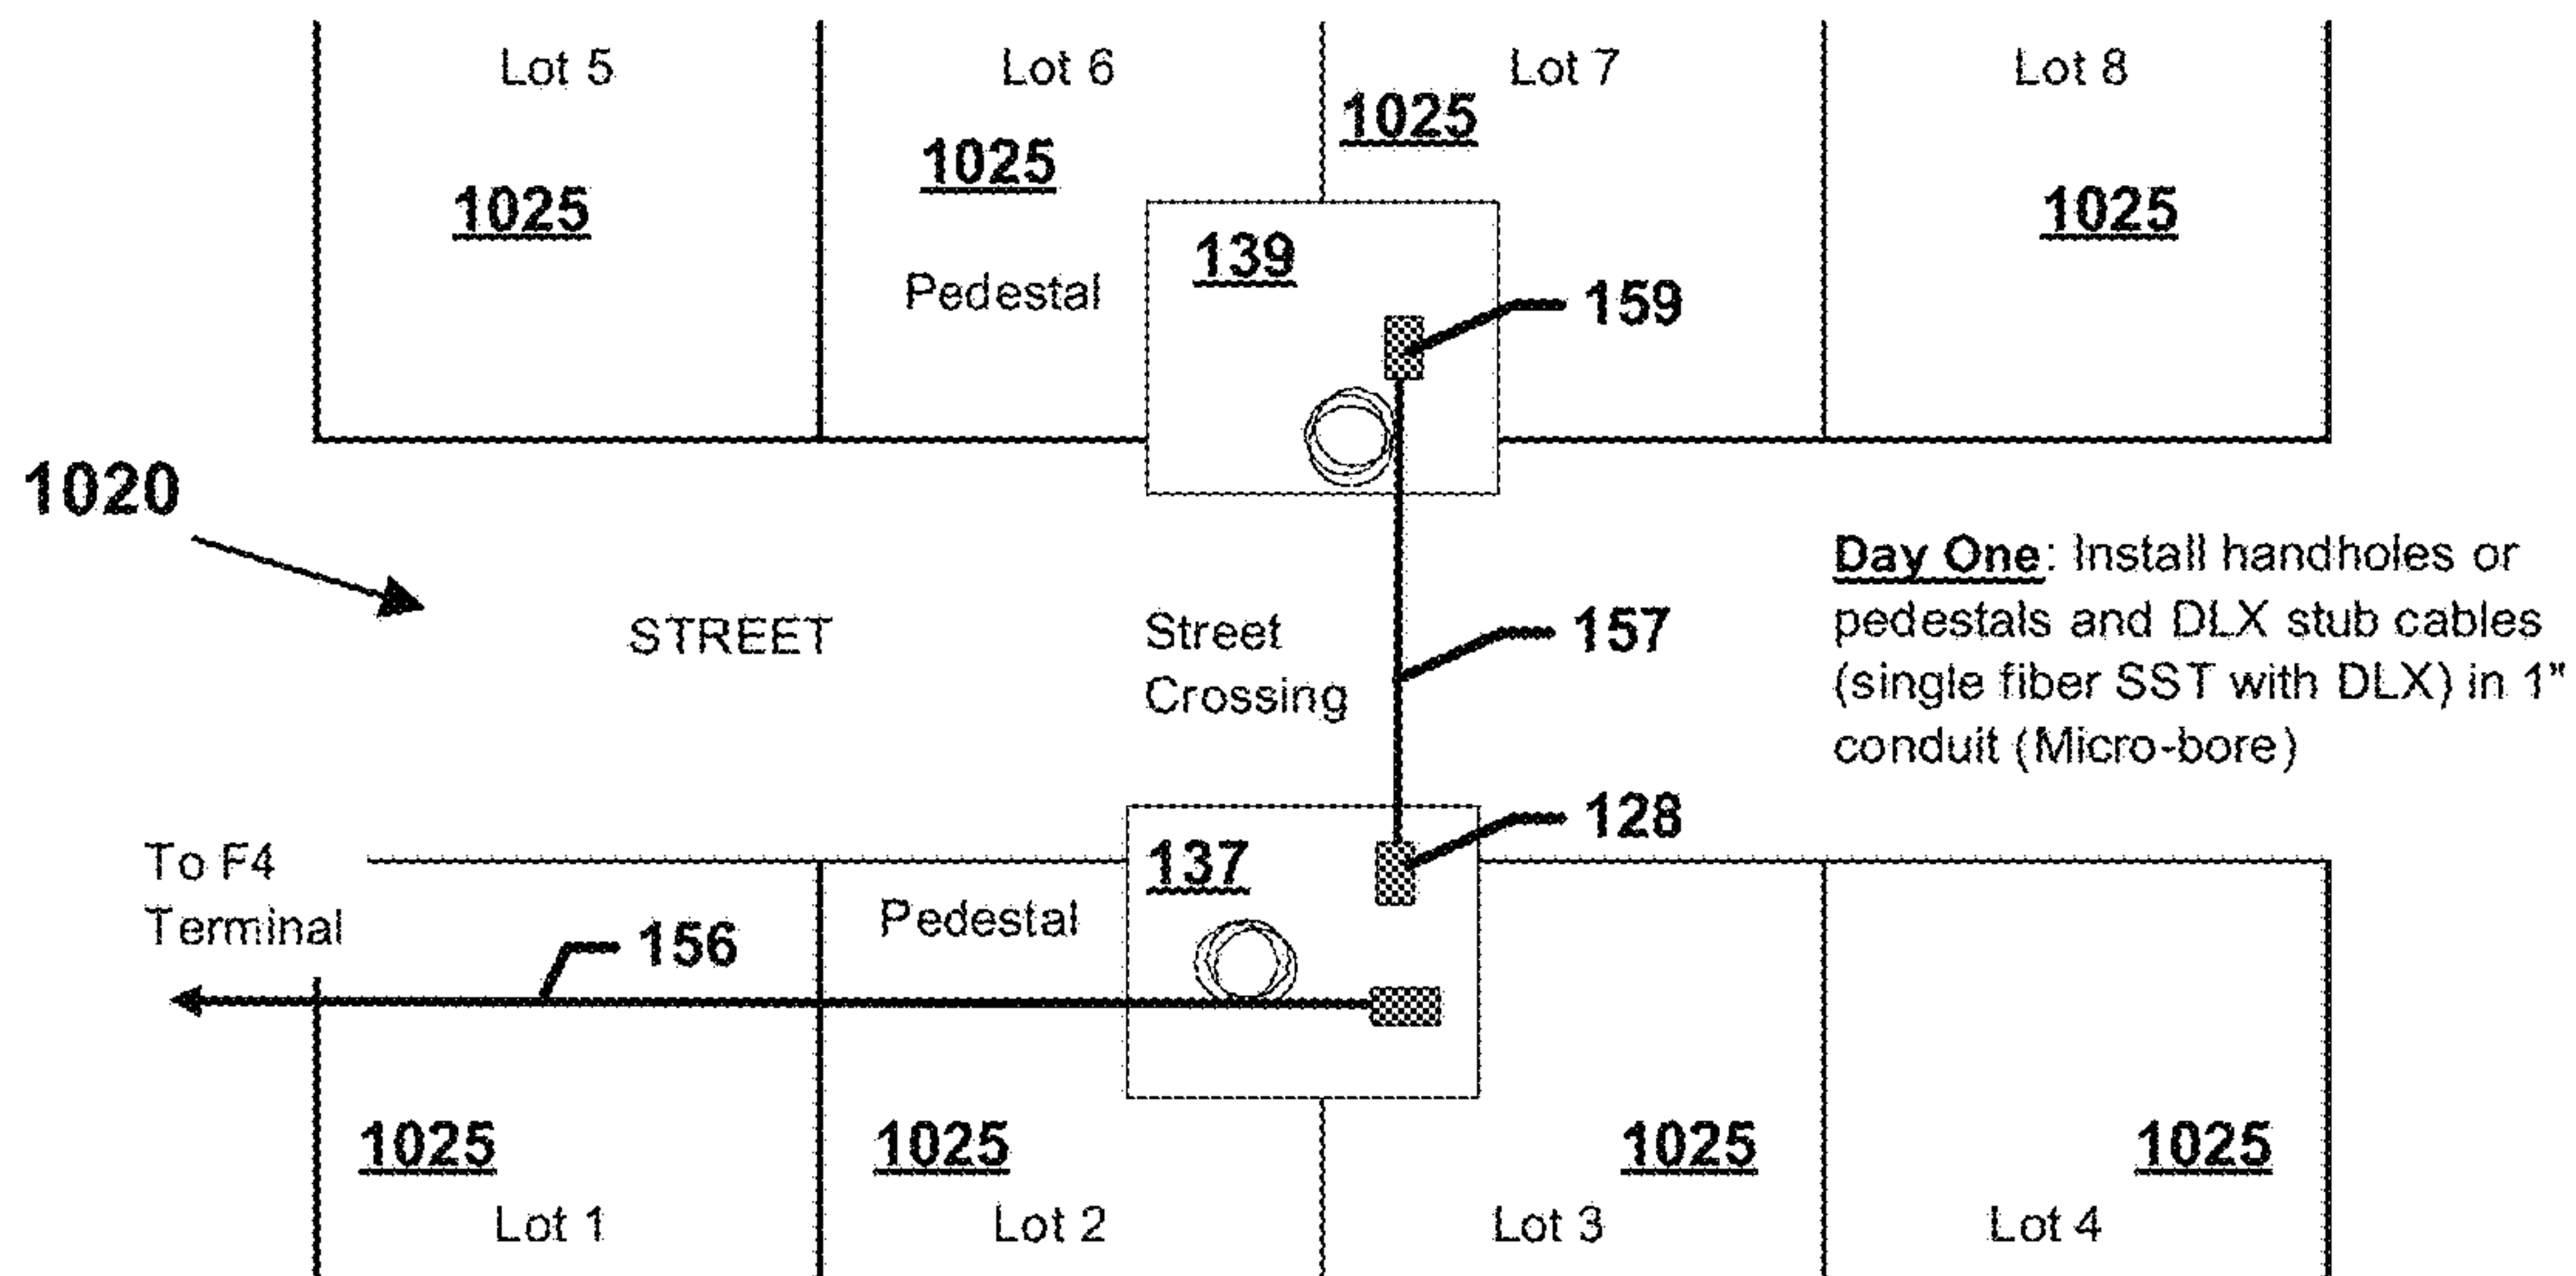 Lot 5
Lot 6
Lot 7
Lot 8
1025
1025
1025
1025
139
Pedestal
159
1020
STREET
Street
Crossing
157
Day One: Install handholes or
pedestals and DLX stub cables
(single fiber SST with DLX) in 1"
conduit (Micro-bore)
128
To F4
Terminal
137
Pedestal
156
1025
1025
1025
1025
Lot 1
Lot 2
Lot 3
Lot 4